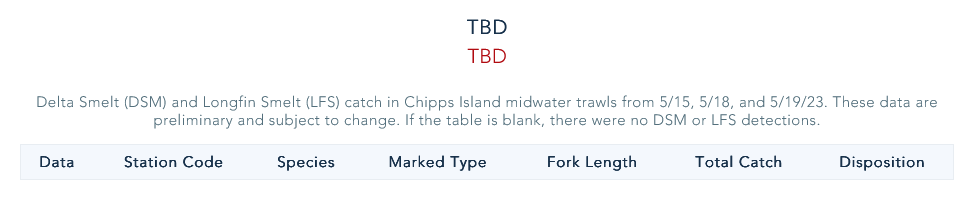 TBD
TBD
Delta Smelt (DSM) and Longfin Smelt (LFS) catch in Chipps Island midwater trawls from 5/15, 5/18, and 5/19/23. These data are
preliminary and subject to change. If the table is blank, there were no DSM or LFS detections.
Data Station Code Species Marked Type Fork Length Total Catch Disposition